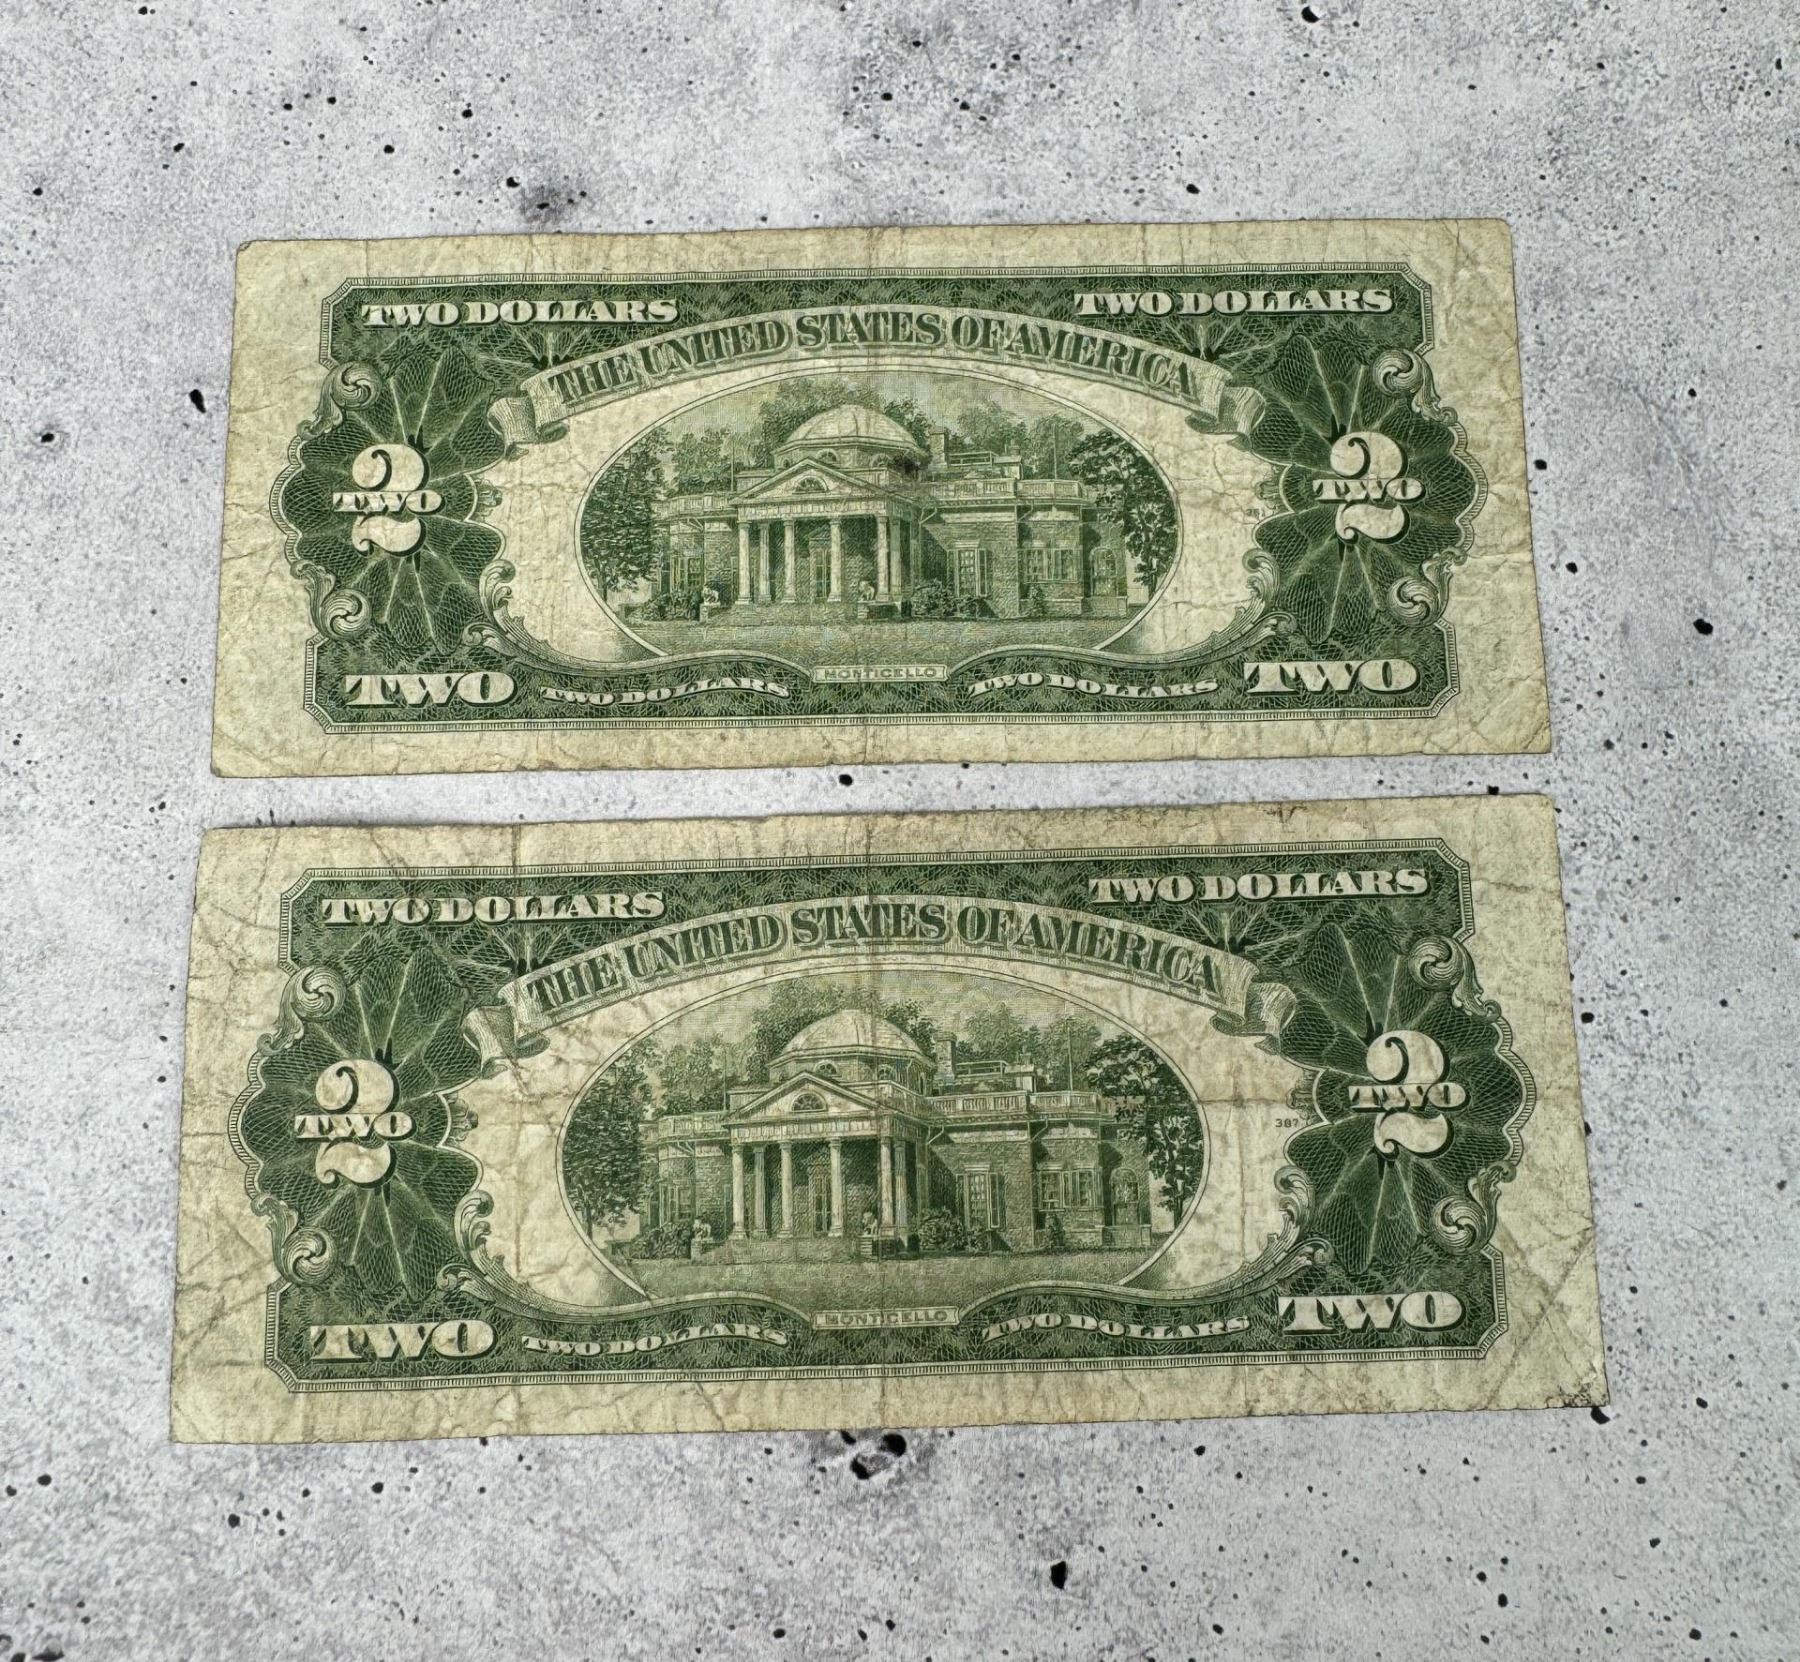 TWO DOLLARS TWO DOLLARS
THE UNITED STATES OF AMERICA
2 TWO 2 TWO
MONTICELLO
TWO TWO DOLLARS TWO DOLLARS TWO
TWO DOLLARS TWO DOLLARS
THE UNITED STATES OF AMERICA
2 TWO 387 2 TWO
MONTICELLO
TWO TWO DOLLARS TWO DOLLARS TWO